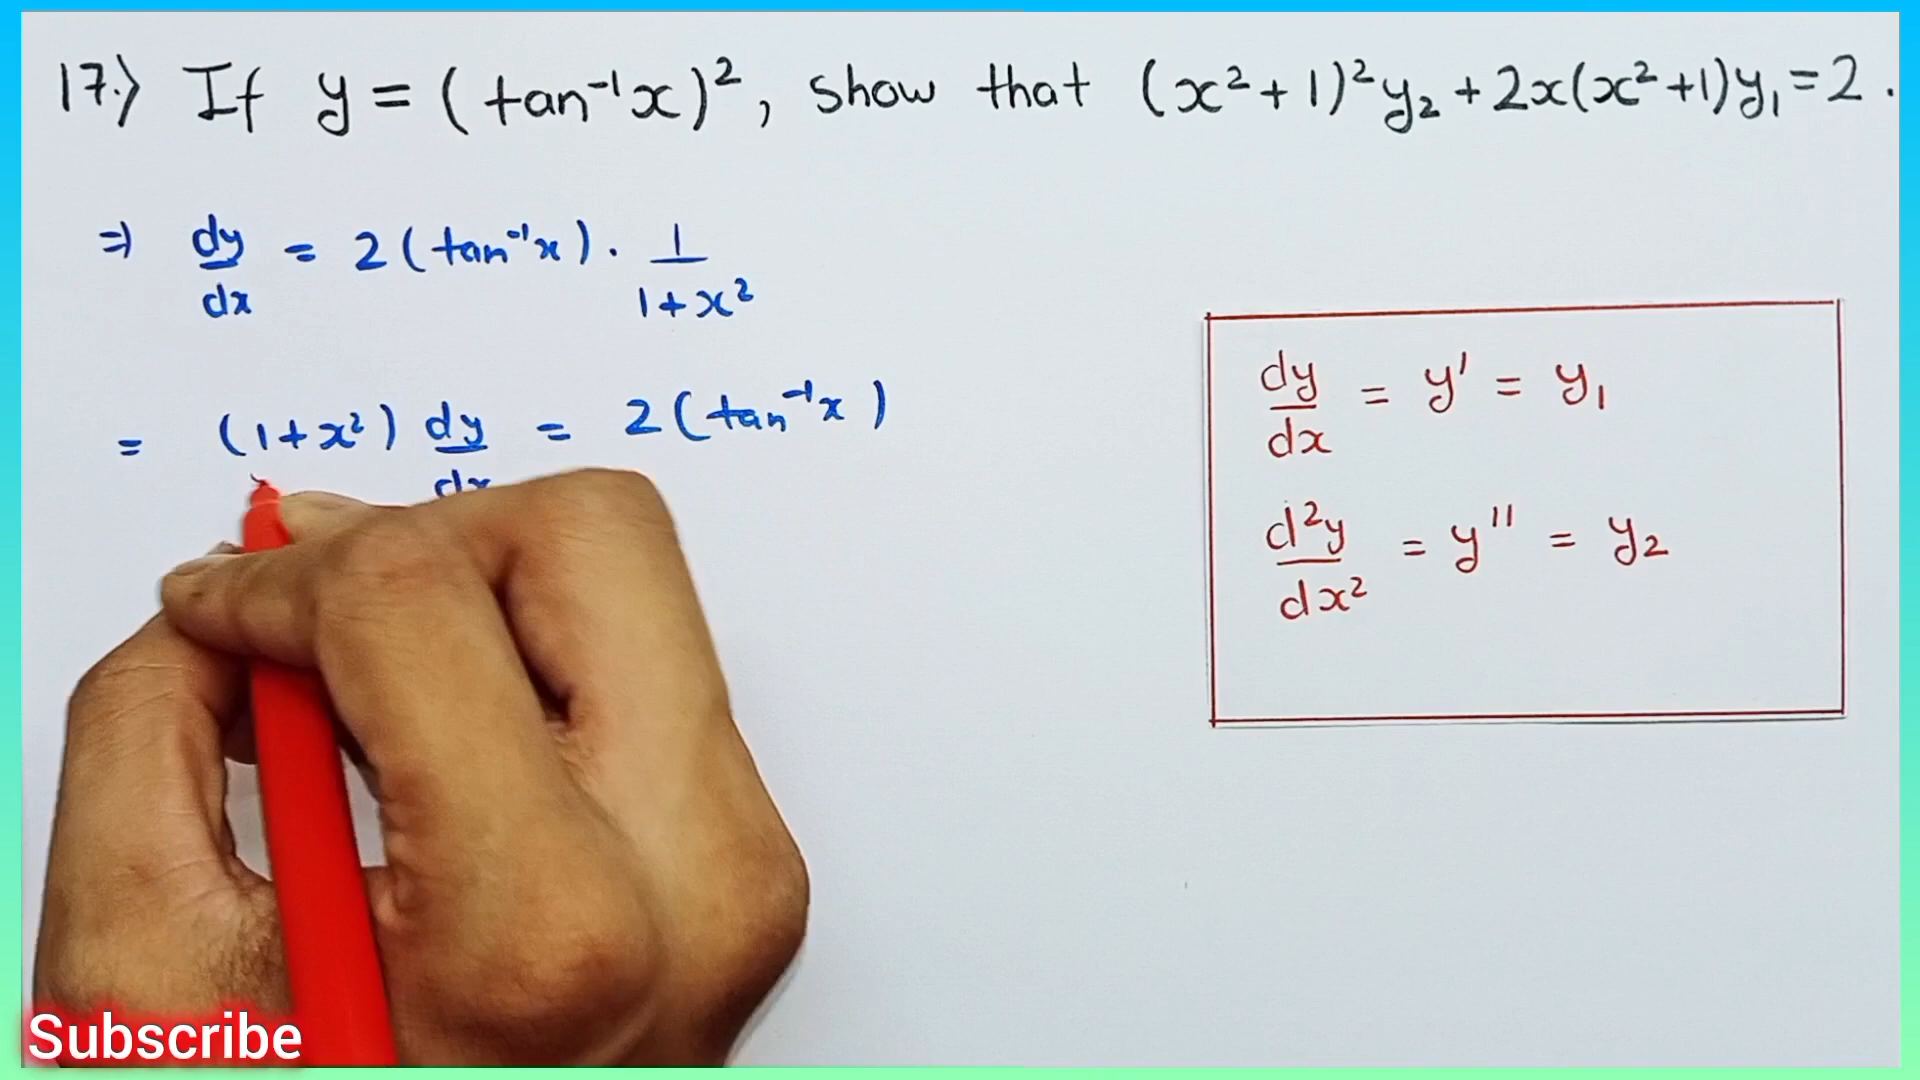 17.) If y = (tan⁻¹x)², show that (x²+1)²y₂ + 2x(x²+1)y₁ = 2.
⇒ dy/dx = 2(tan⁻¹x) · 1/(1+x²)
= (1+x²) dy/dx = 2(tan⁻¹x)
dy/dx = y' = y₁
d²y/dx² = y'' = y₂
Subscribe